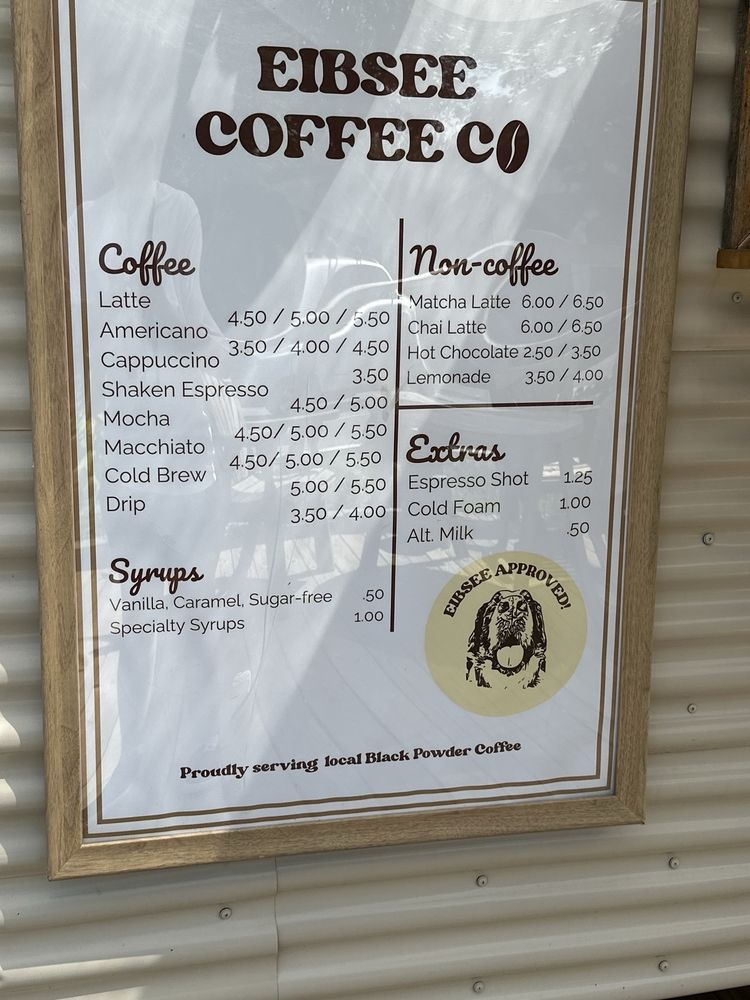 EIBSEE
COFFEE CO
Coffee
Latte 4.50 / 5.00 / 5.50
Americano 3.50 / 4.00 / 4.50
Cappuccino 3.50
Shaken Espresso 4.50 / 5.00
Mocha 4.50/ 5.00 / 5.50
Macchiato 4.50/ 5.00 / 5.50
Cold Brew 5.00 / 5.50
Drip 3.50 / 4.00
Syrups
Vanilla, Caramel, Sugar-free .50
Specialty Syrups 1.00
Non-coffee
Matcha Latte 6.00 / 6.50
Chai Latte 6.00 / 6.50
Hot Chocolate 2.50 / 3.50
Lemonade 3.50 / 4.00
Extras
Espresso Shot 1.25
Cold Foam 1.00
Alt. Milk .50
EIBSEE APPROVED!
Proudly serving local Black Powder Coffee